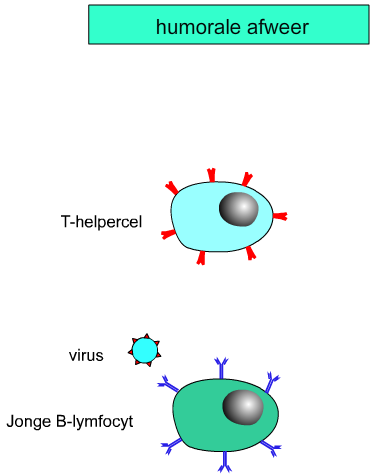 humorale afweer
T-helpercel
virus
Jonge B-lymfocyt